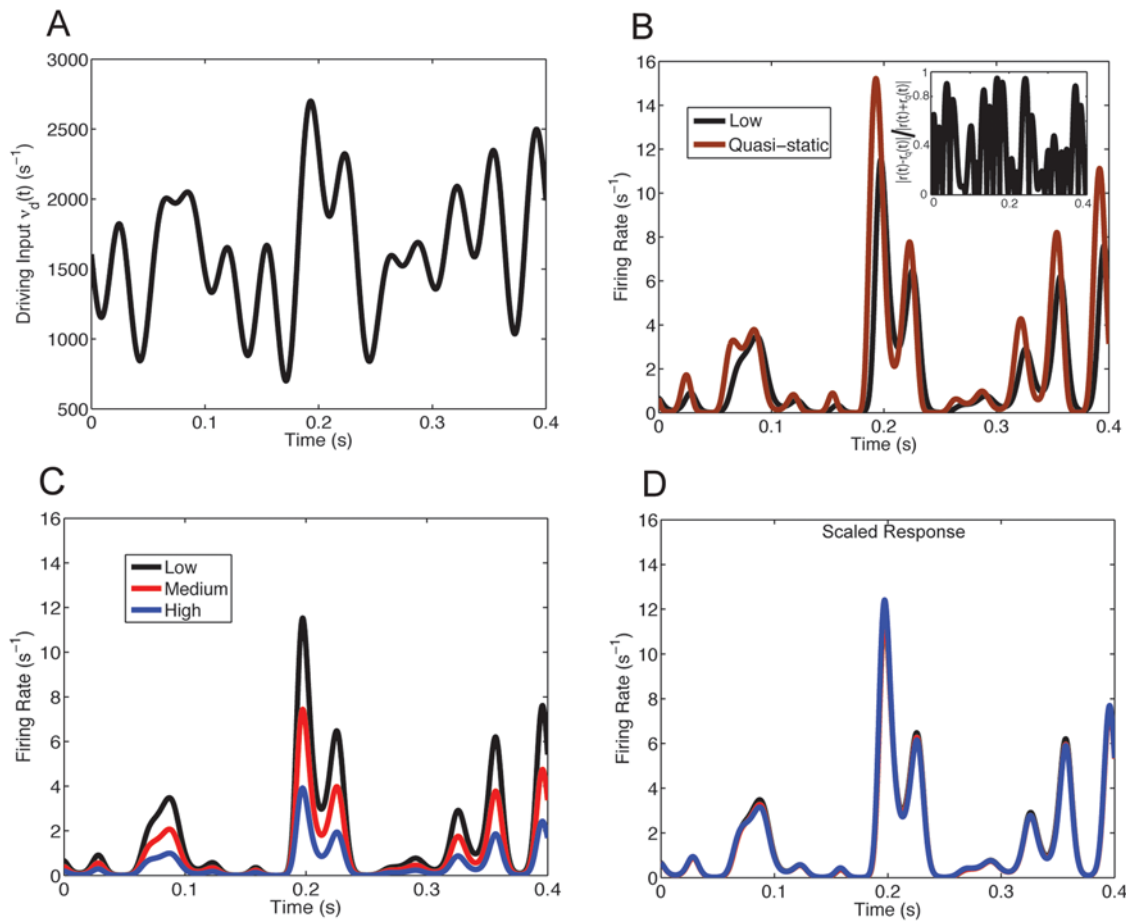 A
3000
2500
2000
1500
1000
500
Driving Input ν_d(t) (s⁻¹)
0 0.1 0.2 0.3 0.4
Time (s)
B
16
14
12
10
8
6
4
2
0
Firing Rate (s⁻¹)
Low
Quasi-static
1
0.4
0
0 0.2 0.4
0 0.1 0.2 0.3 0.4
Time (s)
C
16
14
12
10
8
6
4
2
0
Firing Rate (s⁻¹)
Low
Medium
High
0 0.1 0.2 0.3 0.4
Time (s)
D
Scaled Response
16
14
12
10
8
6
4
2
0
Firing Rate (s⁻¹)
0 0.1 0.2 0.3 0.4
Time (s)